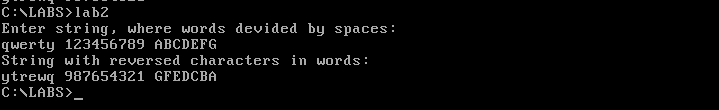 C:\LABS>lab2
Enter string, where words devided by spaces:
qwerty 123456789 ABCDEFG
String with reversed characters in words:
ytrewq 987654321 GFEDCBA
C:\LABS>_